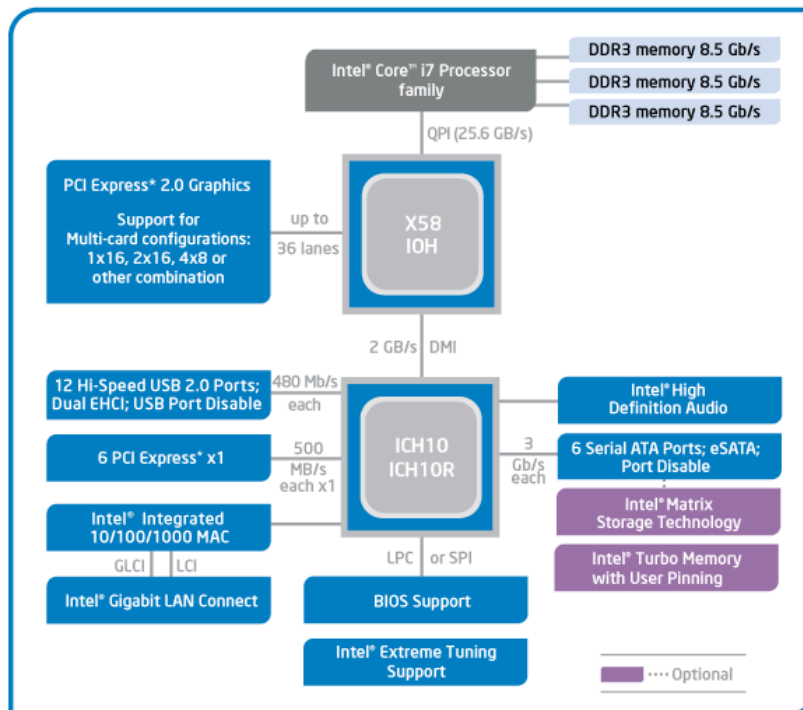 Intel® Core™ i7 Processor
family
DDR3 memory 8.5 Gb/s
DDR3 memory 8.5 Gb/s
DDR3 memory 8.5 Gb/s
QPI (25.6 GB/s)
PCI Express* 2.0 Graphics
Support for
Multi-card configurations:
1x16, 2x16, 4x8 or
other combination
up to
36 lanes
X58
IOH
2 GB/s DMI
12 Hi-Speed USB 2.0 Ports;
Dual EHCI; USB Port Disable
480 Mb/s
each
6 PCI Express* x1
500
MB/s
each x1
Intel® Integrated
10/100/1000 MAC
GLCI LCI
Intel® Gigabit LAN Connect
ICH10
ICH10R
Intel® High
Definition Audio
3
Gb/s
each
6 Serial ATA Ports; eSATA;
Port Disable
Intel® Matrix
Storage Technology
Intel® Turbo Memory
with User Pinning
LPC or SPI
BIOS Support
Intel® Extreme Tuning
Support
Optional